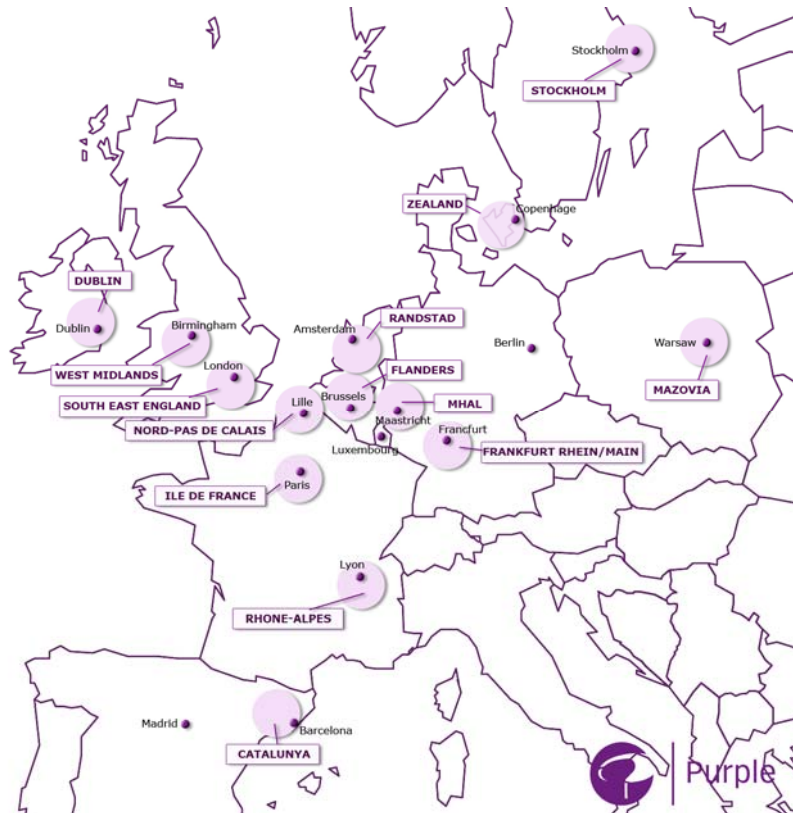 Stockholm
STOCKHOLM
ZEALAND
Copenhage
DUBLIN
Dublin
Birmingham
Amsterdam
RANDSTAD
Berlin
Warsaw
WEST MIDLANDS
London
FLANDERS
MAZOVIA
SOUTH EAST ENGLAND
Lille
Brussels
MHAL
NORD-PAS DE CALAIS
Maastricht
Francfurt
Luxembourg
FRANKFURT RHEIN/MAIN
ILE DE FRANCE
Paris
Lyon
RHONE-ALPES
Madrid
Barcelona
CATALUNYA
Purple